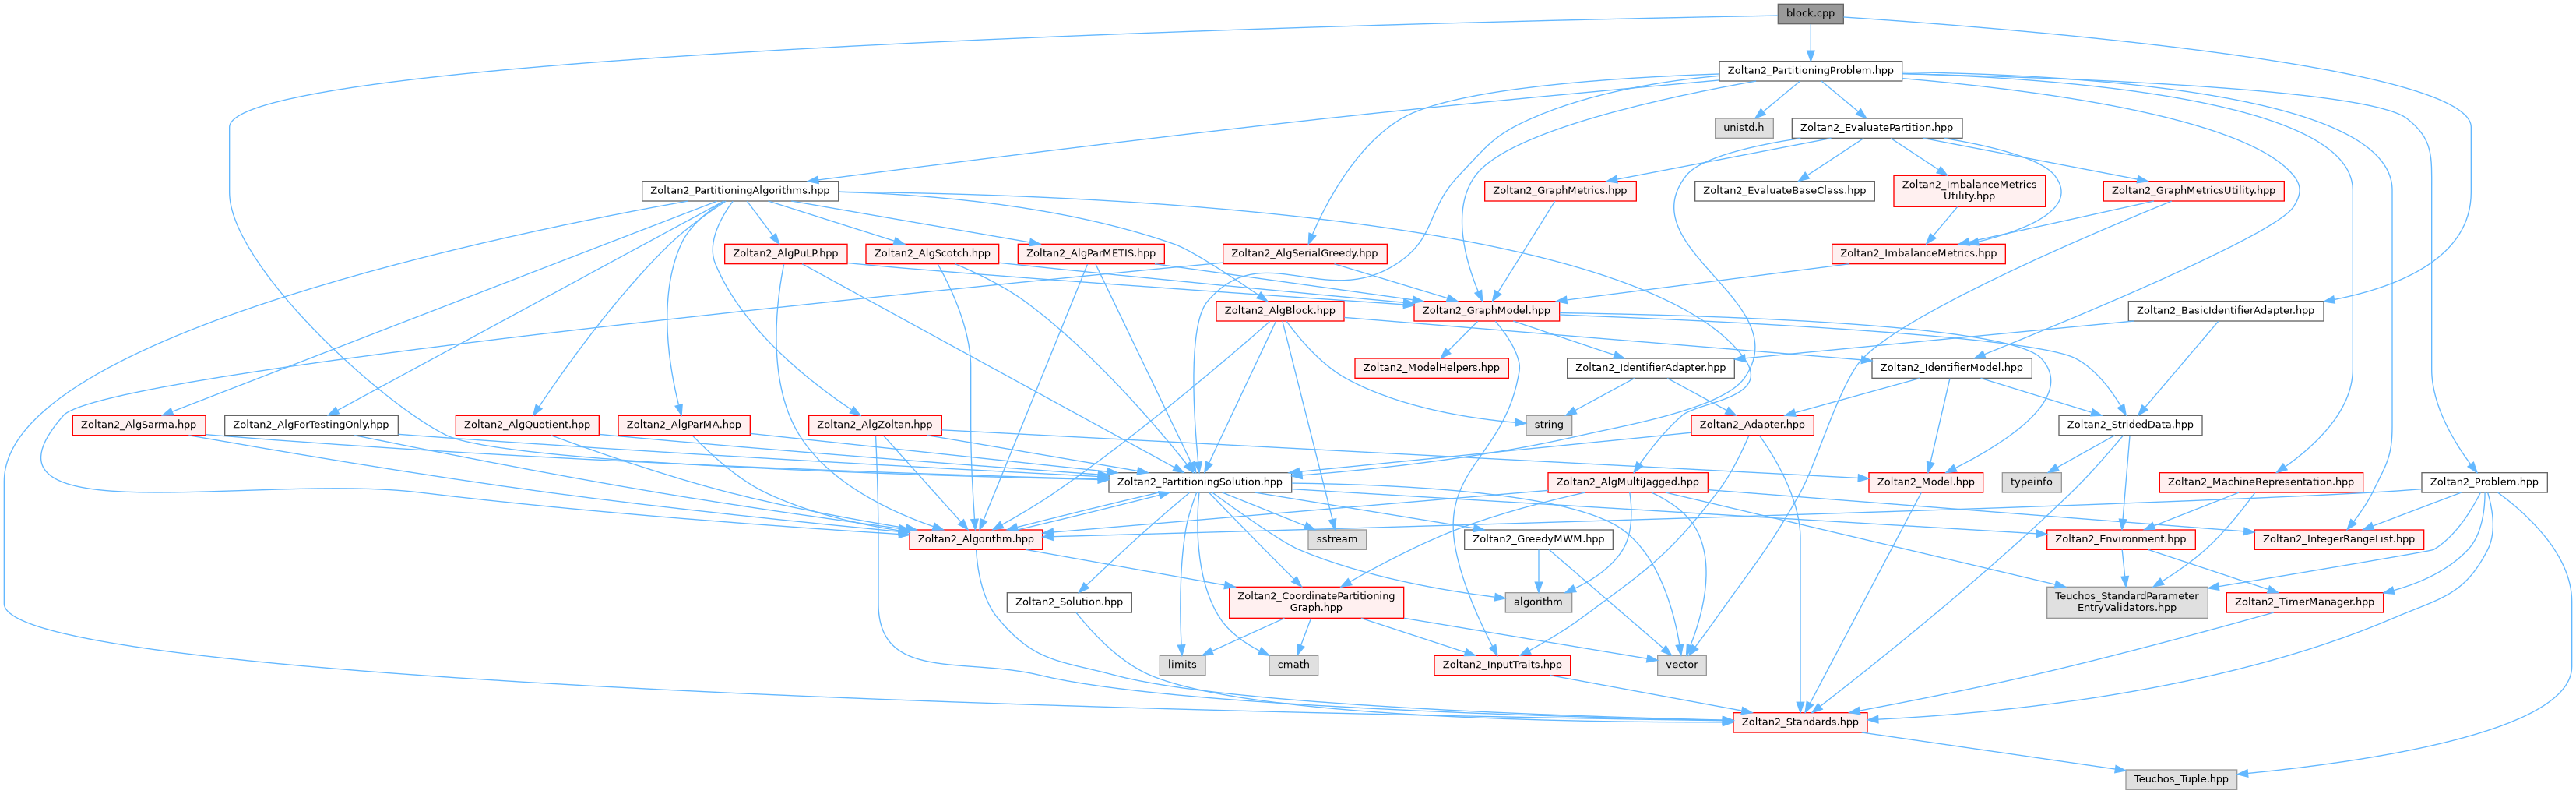 block.cpp
Zoltan2_PartitioningProblem.hpp
unistd.h
Zoltan2_EvaluatePartition.hpp
Zoltan2_PartitioningAlgorithms.hpp
Zoltan2_GraphMetrics.hpp
Zoltan2_EvaluateBaseClass.hpp
Zoltan2_ImbalanceMetrics
Utility.hpp
Zoltan2_GraphMetricsUtility.hpp
Zoltan2_AlgPuLP.hpp
Zoltan2_AlgScotch.hpp
Zoltan2_AlgParMETIS.hpp
Zoltan2_AlgSerialGreedy.hpp
Zoltan2_ImbalanceMetrics.hpp
Zoltan2_AlgBlock.hpp
Zoltan2_GraphModel.hpp
Zoltan2_BasicIdentifierAdapter.hpp
Zoltan2_ModelHelpers.hpp
Zoltan2_IdentifierAdapter.hpp
Zoltan2_IdentifierModel.hpp
Zoltan2_AlgSarma.hpp
Zoltan2_AlgForTestingOnly.hpp
Zoltan2_AlgQuotient.hpp
Zoltan2_AlgParMA.hpp
Zoltan2_AlgZoltan.hpp
string
Zoltan2_Adapter.hpp
Zoltan2_StridedData.hpp
Zoltan2_PartitioningSolution.hpp
Zoltan2_AlgMultiJagged.hpp
Zoltan2_Model.hpp
typeinfo
Zoltan2_MachineRepresentation.hpp
Zoltan2_Problem.hpp
Zoltan2_Algorithm.hpp
sstream
Zoltan2_GreedyMWM.hpp
Zoltan2_Environment.hpp
Zoltan2_IntegerRangeList.hpp
Zoltan2_Solution.hpp
Zoltan2_CoordinatePartitioning
Graph.hpp
algorithm
Teuchos_StandardParameter
EntryValidators.hpp
Zoltan2_TimerManager.hpp
limits
cmath
Zoltan2_InputTraits.hpp
vector
Zoltan2_Standards.hpp
Teuchos_Tuple.hpp